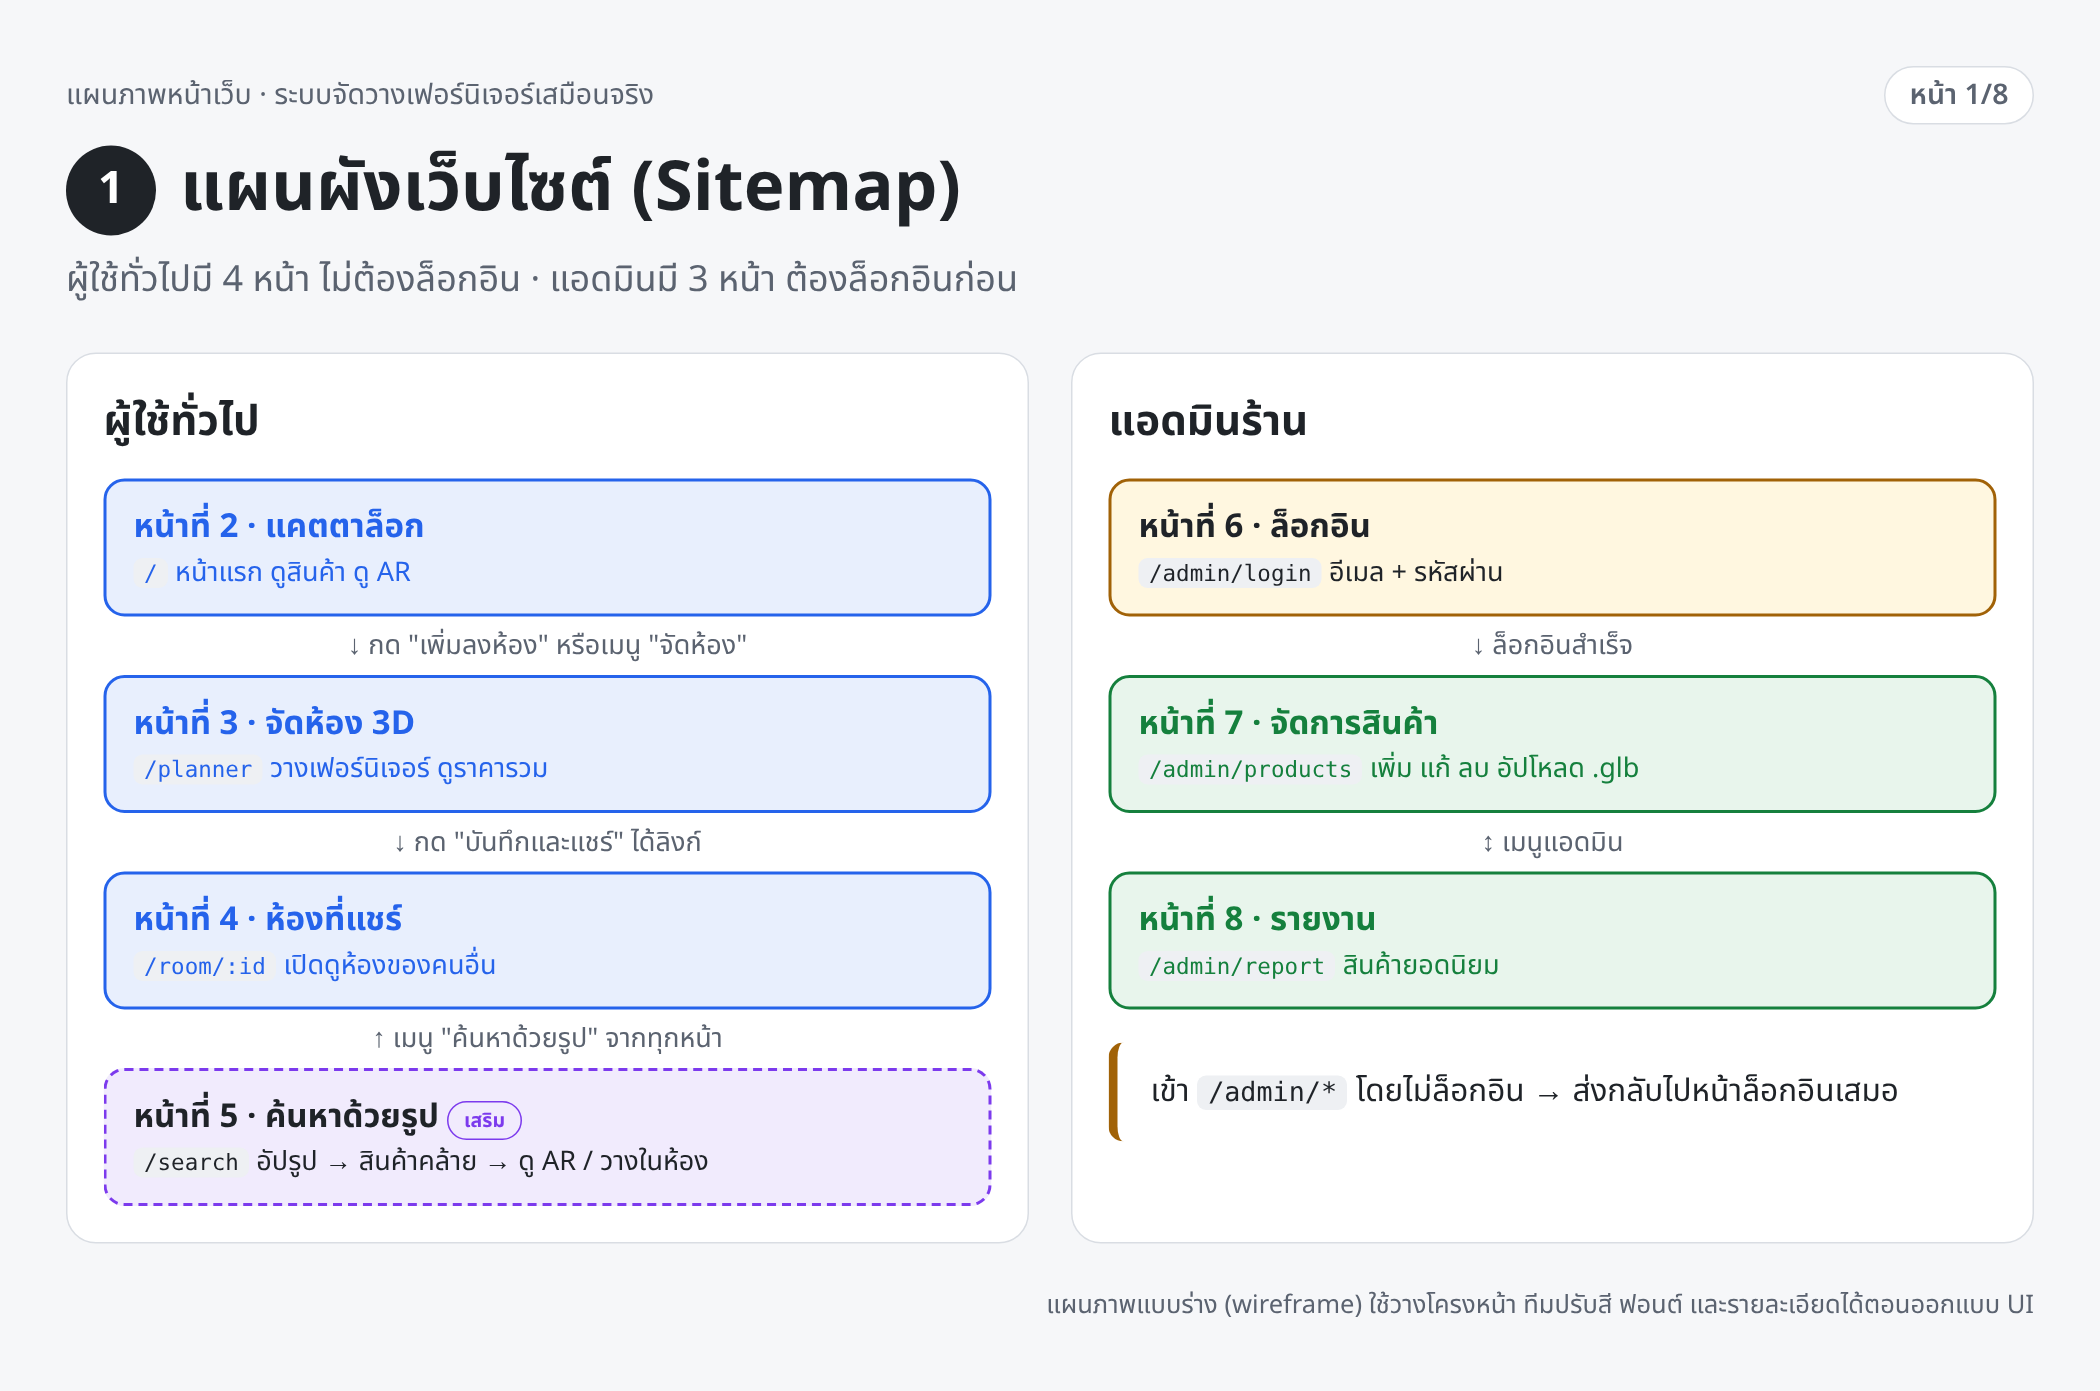 แผนภาพหน้าเว็บ · ระบบจัดวางเฟอร์นิเจอร์เสมือนจริง
หน้า 1/8
1 แผนผังเว็บไซต์ (Sitemap)
ผู้ใช้ทั่วไปมี 4 หน้า ไม่ต้องล็อกอิน · แอดมินมี 3 หน้า ต้องล็อกอินก่อน
ผู้ใช้ทั่วไป
หน้าที่ 2 · แคตตาล็อก
/ หน้าแรก ดูสินค้า ดู AR
↓ กด "เพิ่มลงห้อง" หรือเมนู "จัดห้อง"
หน้าที่ 3 · จัดห้อง 3D
/planner วางเฟอร์นิเจอร์ ดูราคารวม
↓ กด "บันทึกและแชร์" ได้ลิงก์
หน้าที่ 4 · ห้องที่แชร์
/room/:id เปิดดูห้องของคนอื่น
↑ เมนู "ค้นหาด้วยรูป" จากทุกหน้า
หน้าที่ 5 · ค้นหาด้วยรูป เสริม
/search อัปรูป → สินค้าคล้าย → ดู AR / วางในห้อง
แอดมินร้าน
หน้าที่ 6 · ล็อกอิน
/admin/login อีเมล + รหัสผ่าน
↓ ล็อกอินสำเร็จ
หน้าที่ 7 · จัดการสินค้า
/admin/products เพิ่ม แก้ ลบ อัปโหลด .glb
↕ เมนูแอดมิน
หน้าที่ 8 · รายงาน
/admin/report สินค้ายอดนิยม
เข้า /admin/* โดยไม่ล็อกอิน → ส่งกลับไปหน้าล็อกอินเสมอ
แผนภาพแบบร่าง (wireframe) ใช้วางโครงหน้า ทีมปรับสี ฟอนต์ และรายละเอียดได้ตอนออกแบบ UI